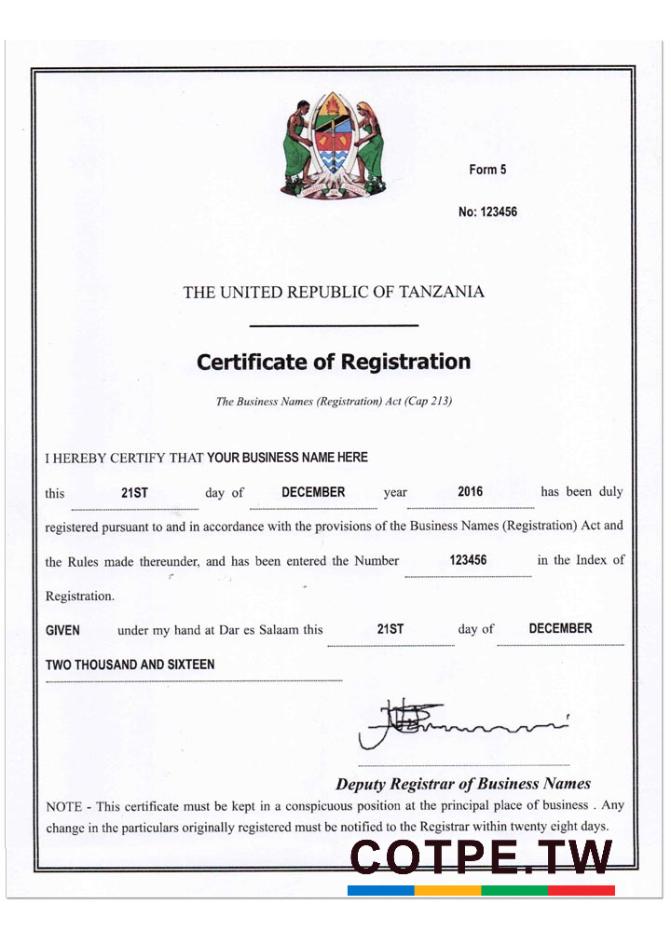 Form 5
No: 123456
THE UNITED REPUBLIC OF TANZANIA
Certificate of Registration
The Business Names (Registration) Act (Cap 213)
I HEREBY CERTIFY THAT YOUR BUSINESS NAME HERE
this 21ST day of DECEMBER year 2016 has been duly
registered pursuant to and in accordance with the provisions of the Business Names (Registration) Act and
the Rules made thereunder, and has been entered the Number 123456 in the Index of
Registration.
GIVEN under my hand at Dar es Salaam this 21ST day of DECEMBER
TWO THOUSAND AND SIXTEEN
Deputy Registrar of Business Names
NOTE - This certificate must be kept in a conspicuous position at the principal place of business . Any
change in the particulars originally registered must be notified to the Registrar within twenty eight days.
COTPE.TW